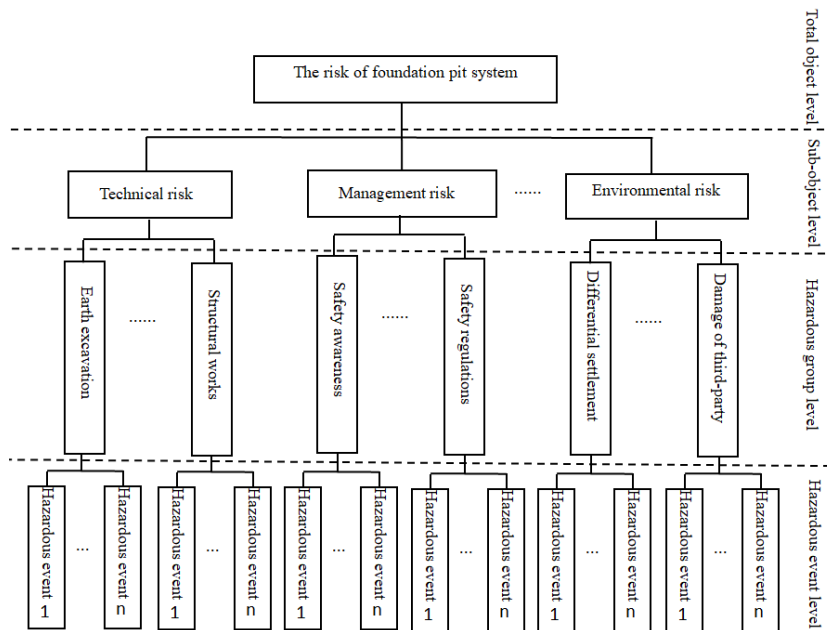 Total object level
The risk of foundation pit system
Sub-object level
Technical risk
Management risk
......
Environmental risk
Hazardous group level
Earth excavation
......
Structural works
Safety awareness
......
Safety regulations
Differential settlement
......
Damage of third-party
Hazardous event level
Hazardous event 1
...
Hazardous event n
Hazardous event 1
...
Hazardous event n
Hazardous event 1
...
Hazardous event n
Hazardous event 1
...
Hazardous event n
Hazardous event 1
...
Hazardous event n
Hazardous event 1
...
Hazardous event n